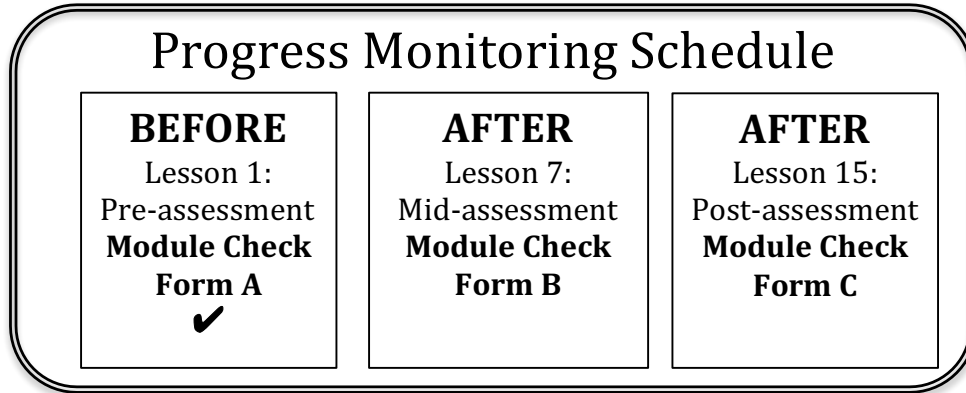 Progress Monitoring Schedule
BEFORE
Lesson 1:
Pre-assessment
Module Check
Form A
✔
AFTER
Lesson 7:
Mid-assessment
Module Check
Form B
AFTER
Lesson 15:
Post-assessment
Module Check
Form C